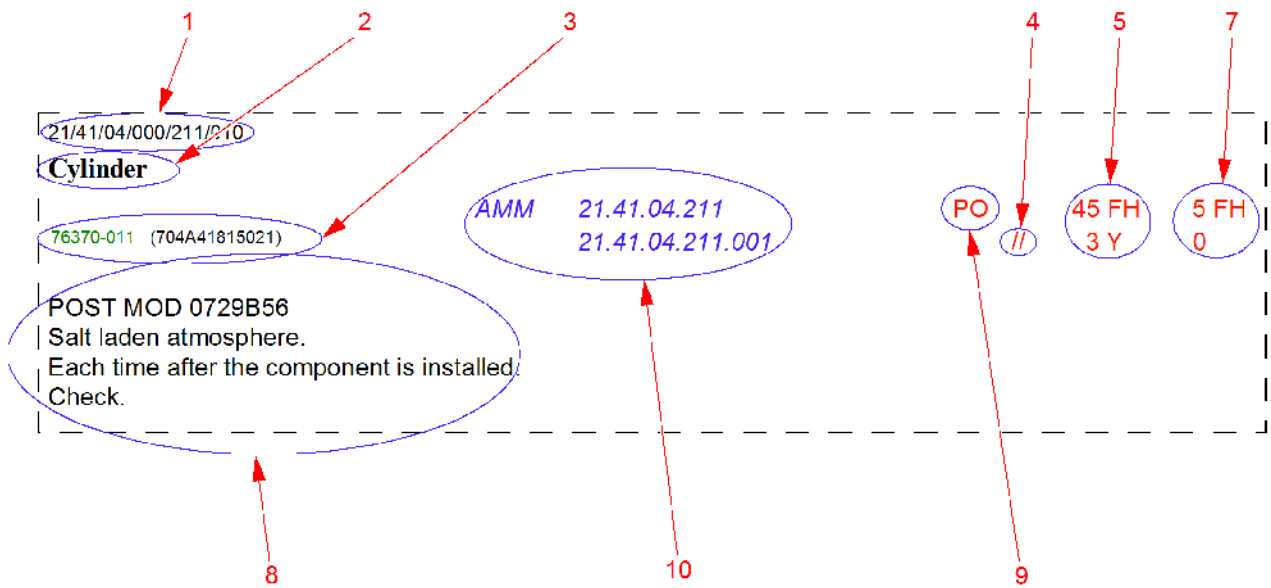 1 2 3 4 5 7
21/41/04/000/211/010
Cylinder
AMM 21.41.04.211 PO 45 FH 5 FH
76370-011 (704A41815021) 21.41.04.211.001 // 3 Y 0
POST MOD 0729B56
Salt laden atmosphere.
Each time after the component is installed.
Check.
8 10 9